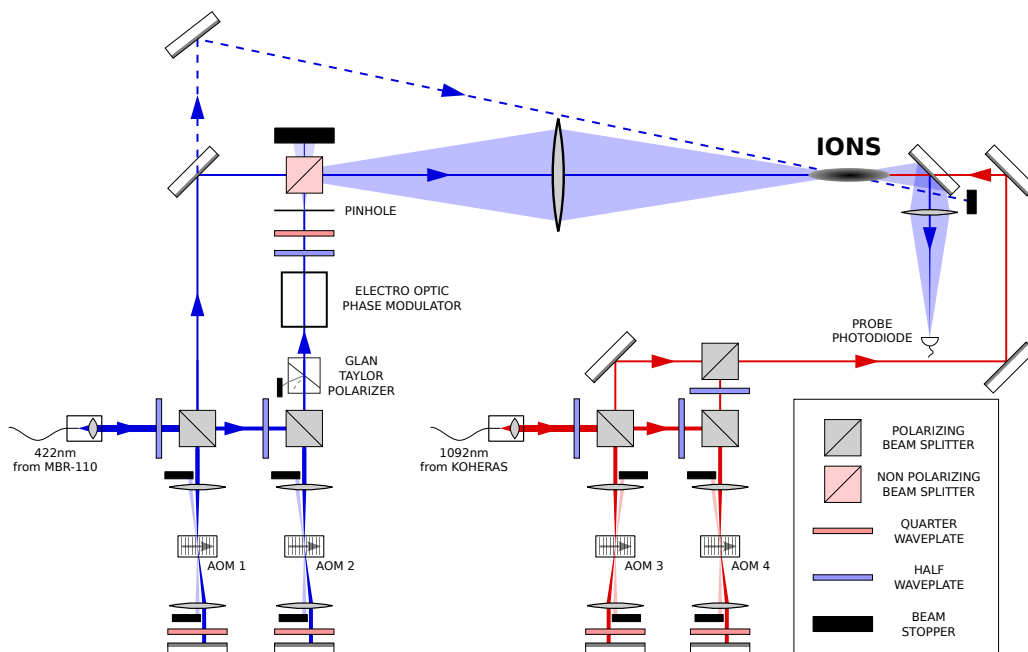 IONS
PINHOLE
ELECTRO OPTIC
PHASE MODULATOR
PROBE
PHOTODIODE
GLAN
TAYLOR
POLARIZER
422nm
from MBR-110
1092nm
from KOHERAS
AOM 1
AOM 2
AOM 3
AOM 4
POLARIZING
BEAM SPLITTER
NON POLARIZING
BEAM SPLITTER
QUARTER
WAVEPLATE
HALF
WAVEPLATE
BEAM
STOPPER